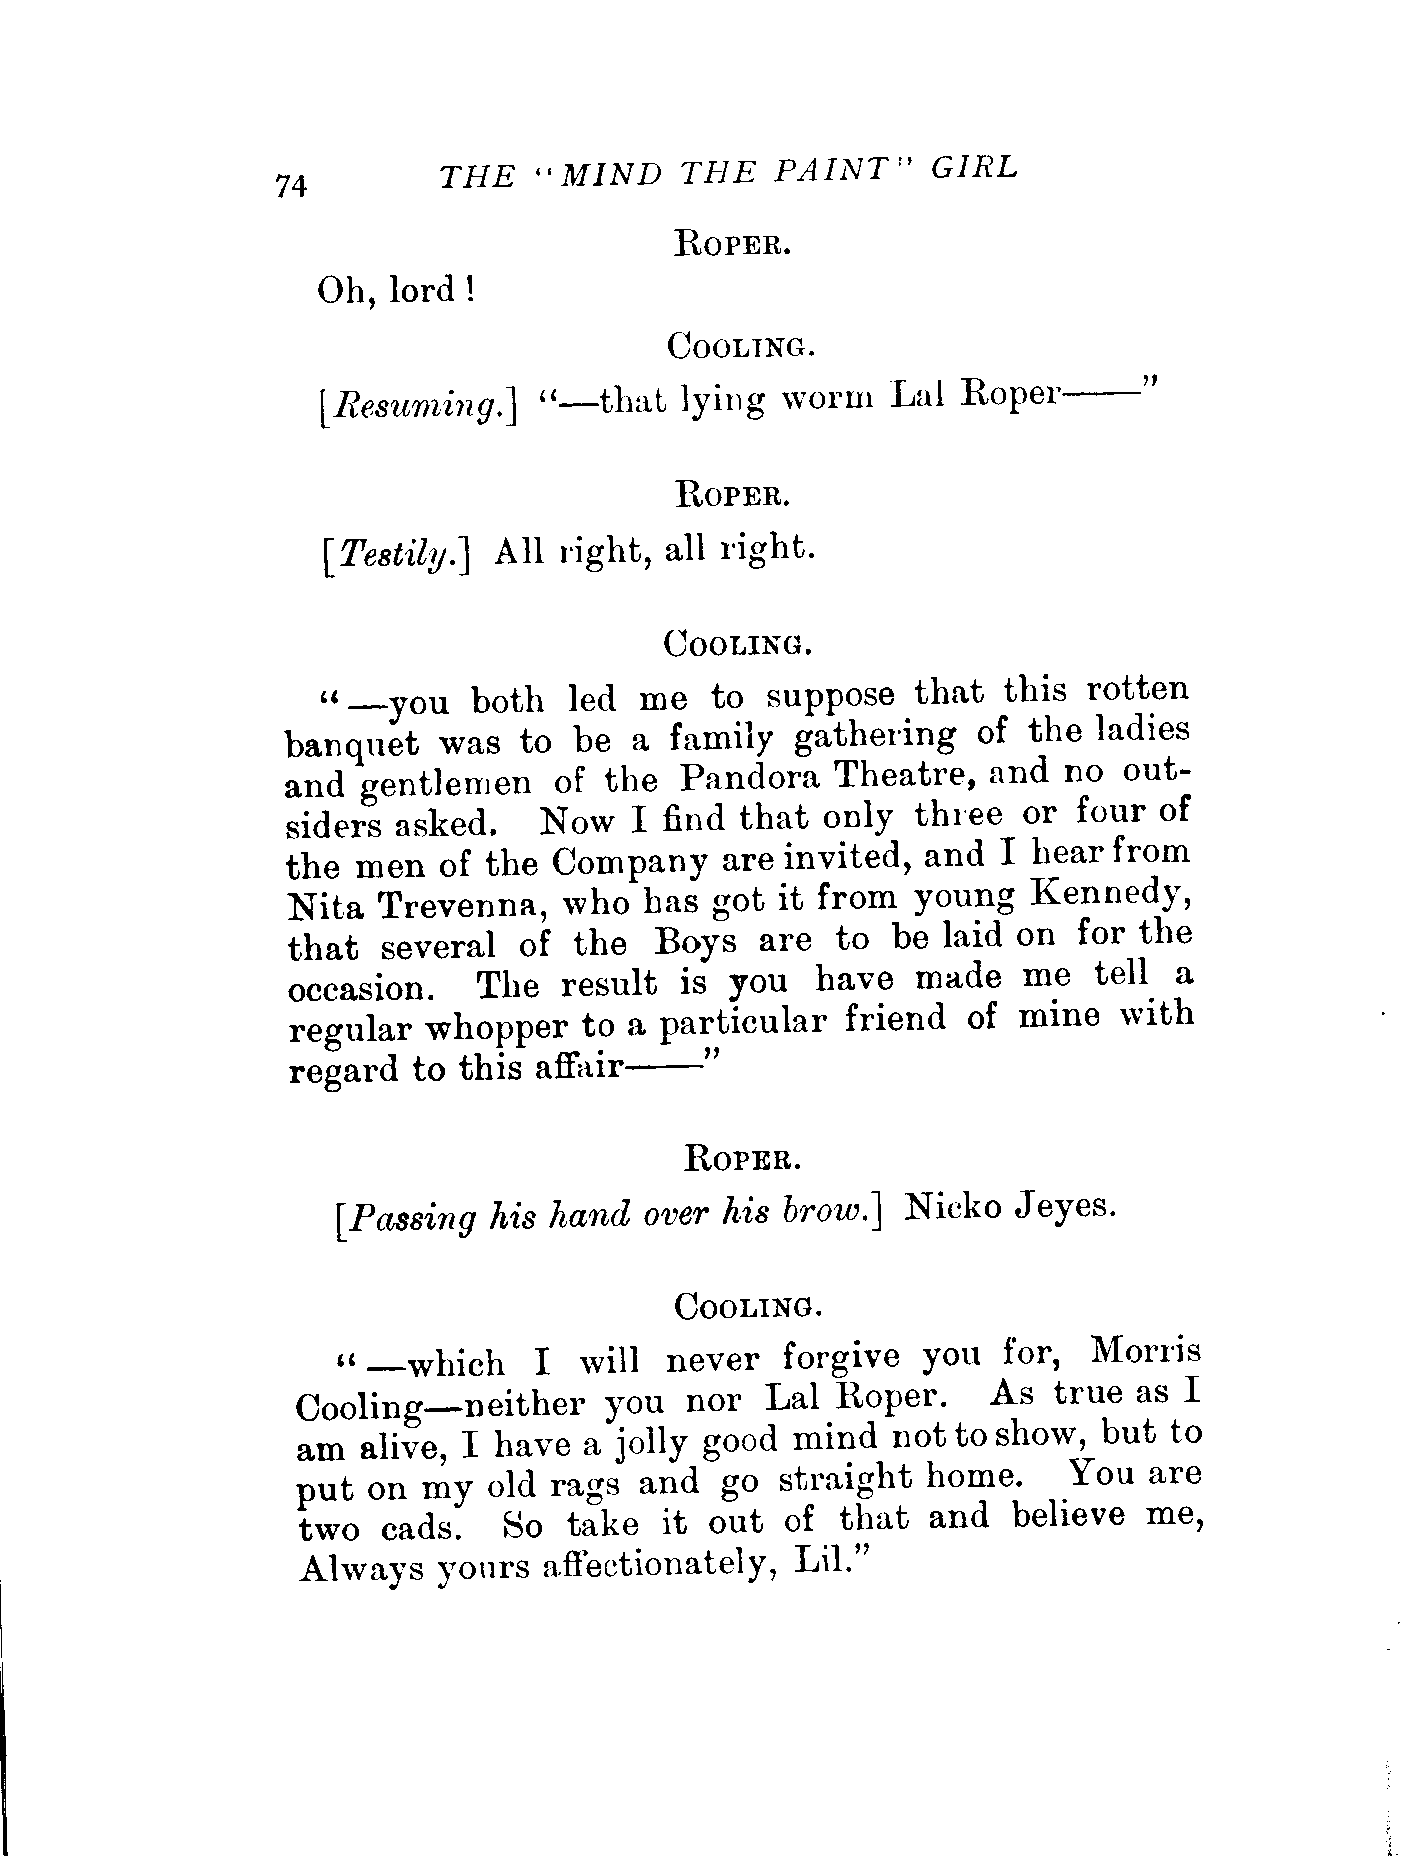 74 THE "MIND THE PAINT" GIRL
ROPER.
Oh, lord !
COOLING.
[Resuming.] "—that lying worm Lal Roper——"
ROPER.
[Testily.] All right, all right.
COOLING.
"—you both led me to suppose that this rotten
banquet was to be a family gathering of the ladies
and gentlemen of the Pandora Theatre, and no out-
siders asked. Now I find that only three or four of
the men of the Company are invited, and I hear from
Nita Trevenna, who has got it from young Kennedy,
that several of the Boys are to be laid on for the
occasion. The result is you have made me tell a
regular whopper to a particular friend of mine with
regard to this affair——"
ROPER.
[Passing his hand over his brow.] Nicko Jeyes.
COOLING.
"—which I will never forgive you for, Morris
Cooling—neither you nor Lal Roper. As true as I
am alive, I have a jolly good mind not to show, but to
put on my old rags and go straight home. You are
two cads. So take it out of that and believe me,
Always yours affectionately, Lil."